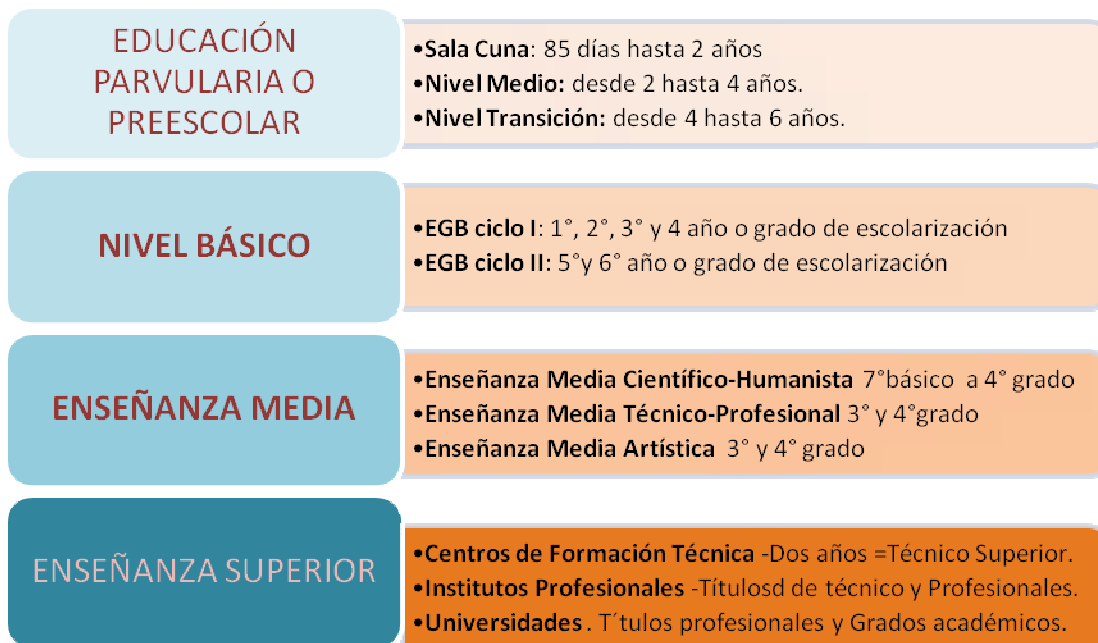 EDUCACIÓN
PARVULARIA O
PREESCOLAR
•Sala Cuna: 85 días hasta 2 años
•Nivel Medio: desde 2 hasta 4 años.
•Nivel Transición: desde 4 hasta 6 años.
NIVEL BÁSICO
•EGB ciclo I: 1°, 2°, 3° y 4 año o grado de escolarización
•EGB ciclo II: 5°y 6° año o grado de escolarización
ENSEÑANZA MEDIA
•Enseñanza Media Científico-Humanista 7°básico a 4° grado
•Enseñanza Media Técnico-Profesional 3° y 4°grado
•Enseñanza Media Artística 3° y 4° grado
ENSEÑANZA SUPERIOR
•Centros de Formación Técnica -Dos años =Técnico Superior.
•Institutos Profesionales -Títulosd de técnico y Profesionales.
•Universidades . T´tulos profesionales y Grados académicos.